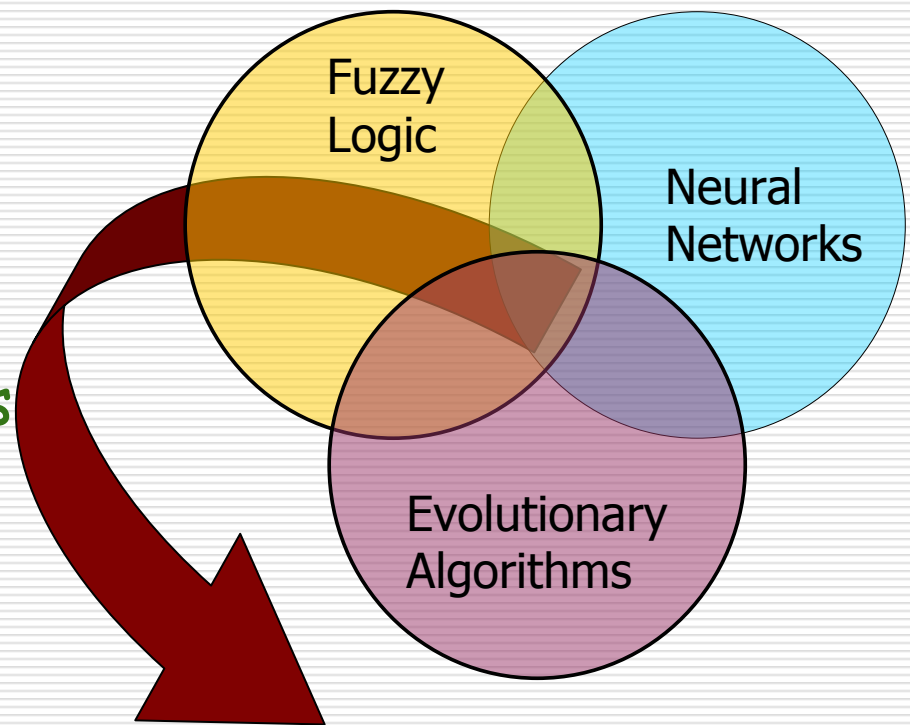 Fuzzy
Logic
Neural
Networks
Evolutionary
Algorithms